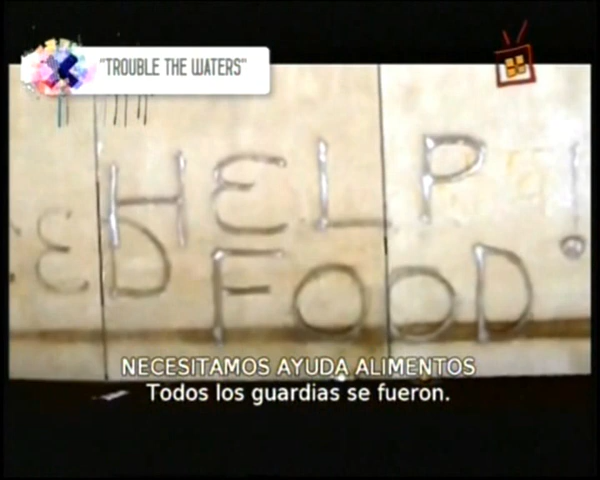 "TROUBLE THE WATERS"
HELP!
ED FOOD
NECESITAMOS AYUDA ALIMENTOS
Todos los guardias se fueron.